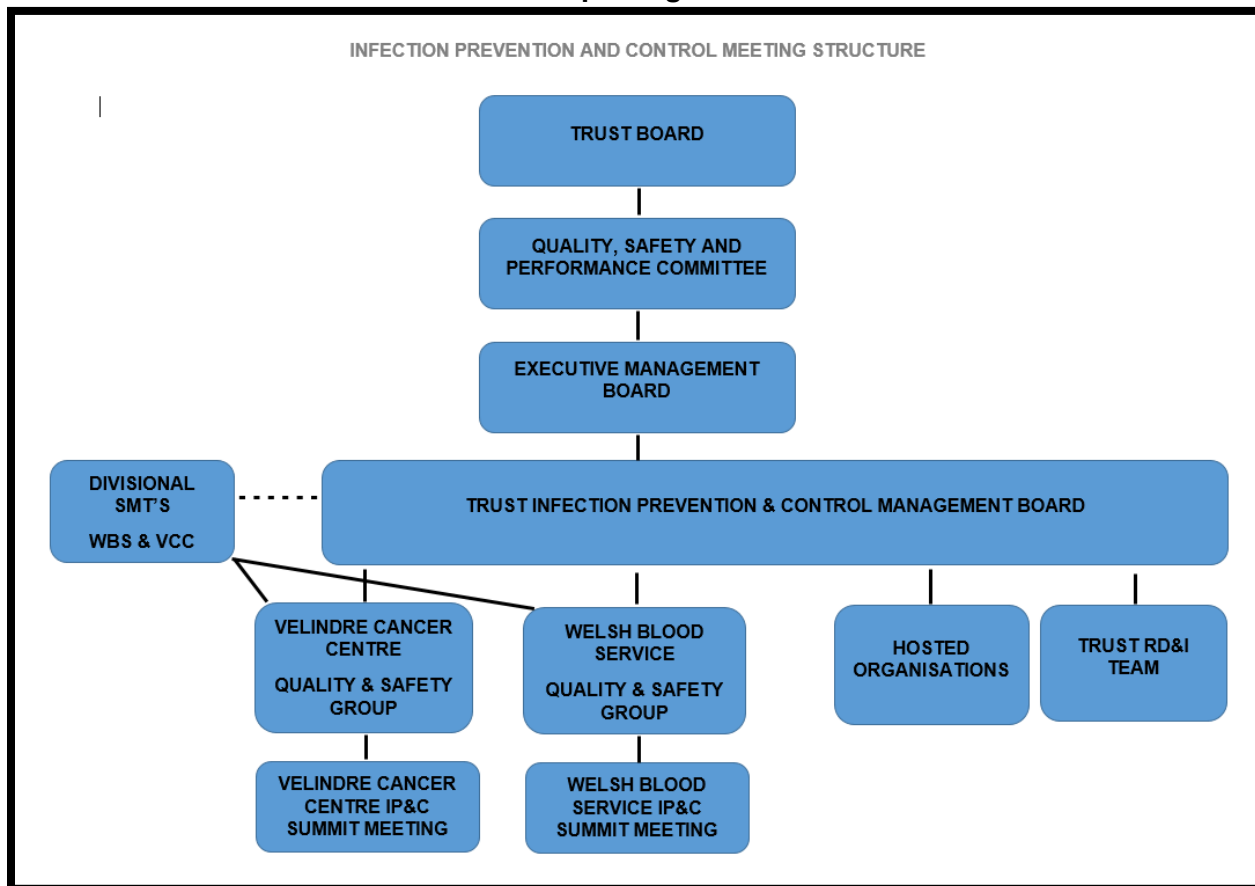 INFECTION PREVENTION AND CONTROL MEETING STRUCTURE
TRUST BOARD
QUALITY, SAFETY AND
PERFORMANCE COMMITTEE
EXECUTIVE MANAGEMENT
BOARD
DIVISIONAL
SMT'S
WBS & VCC
TRUST INFECTION PREVENTION & CONTROL MANAGEMENT BOARD
VELINDRE CANCER
CENTRE
QUALITY & SAFETY
GROUP
WELSH BLOOD
SERVICE
QUALITY & SAFETY
GROUP
HOSTED
ORGANISATIONS
TRUST RD&I
TEAM
VELINDRE CANCER
CENTRE IP&C
SUMMIT MEETING
WELSH BLOOD
SERVICE IP&C
SUMMIT MEETING